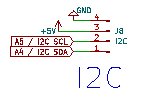 GND
4
+5V
3
J8
A5 / I2C SCL
2
I2C
A4 / I2C SDA
1
I2C